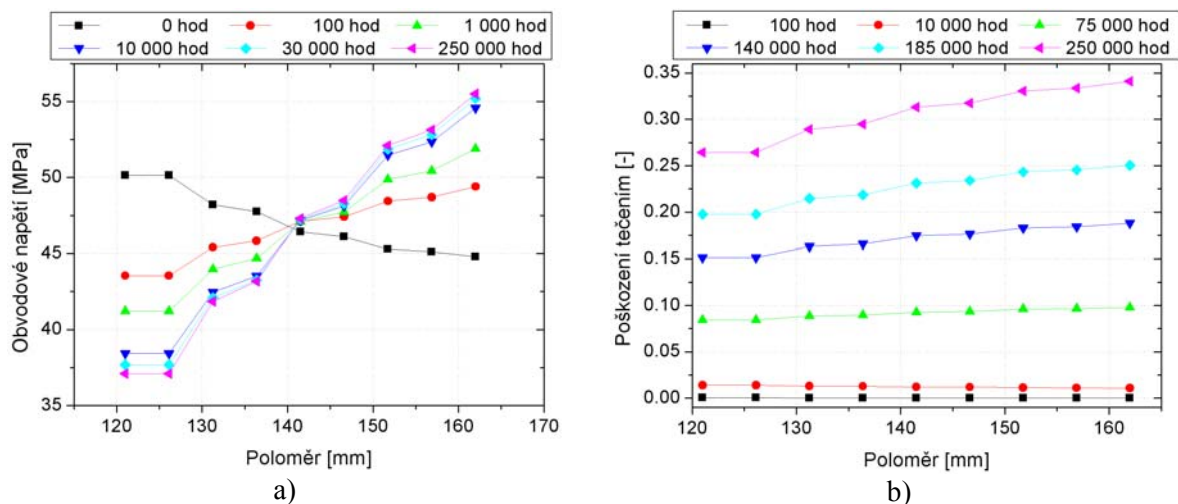 0 hod 100 hod 1 000 hod
10 000 hod 30 000 hod 250 000 hod
55
50
45
40
35
Obvodové napětí [MPa]
120 130 140 150 160 170
Poloměr [mm]
a)
100 hod 10 000 hod 75 000 hod
140 000 hod 185 000 hod 250 000 hod
0.35
0.30
0.25
0.20
0.15
0.10
0.05
0.00
Poškození tečením [-]
120 130 140 150 160
Poloměr [mm]
b)